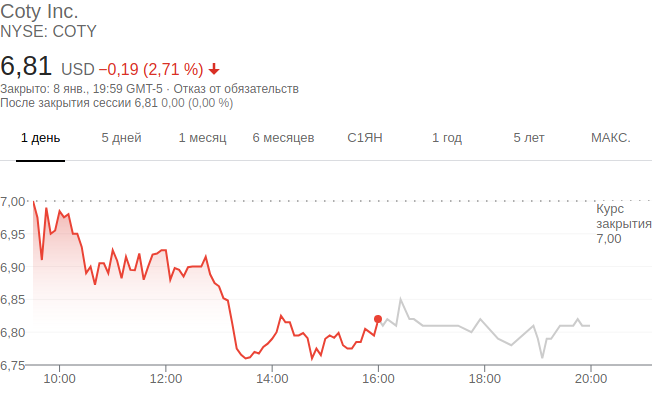 Coty Inc.
NYSE: COTY
6,81 USD −0,19 (2,71 %)
Закрыто: 8 янв., 19:59 GMT-5 · Отказ от обязательств
После закрытия сессии 6,81 0,00 (0,00 %)
1 день 5 дней 1 месяц 6 месяцев С1ЯН 1 год 5 лет МАКС.
7,00
Курс
закрытия
7,00
6,95
6,90
6,85
6,80
6,75
10:00 12:00 14:00 16:00 18:00 20:00